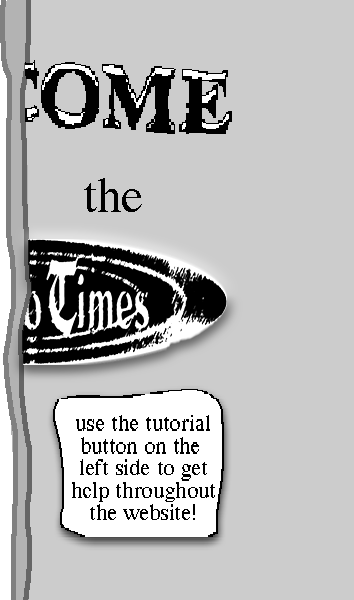 COME
the
o Times
use the tutorial
button on the
left side to get
help throughout
the website!